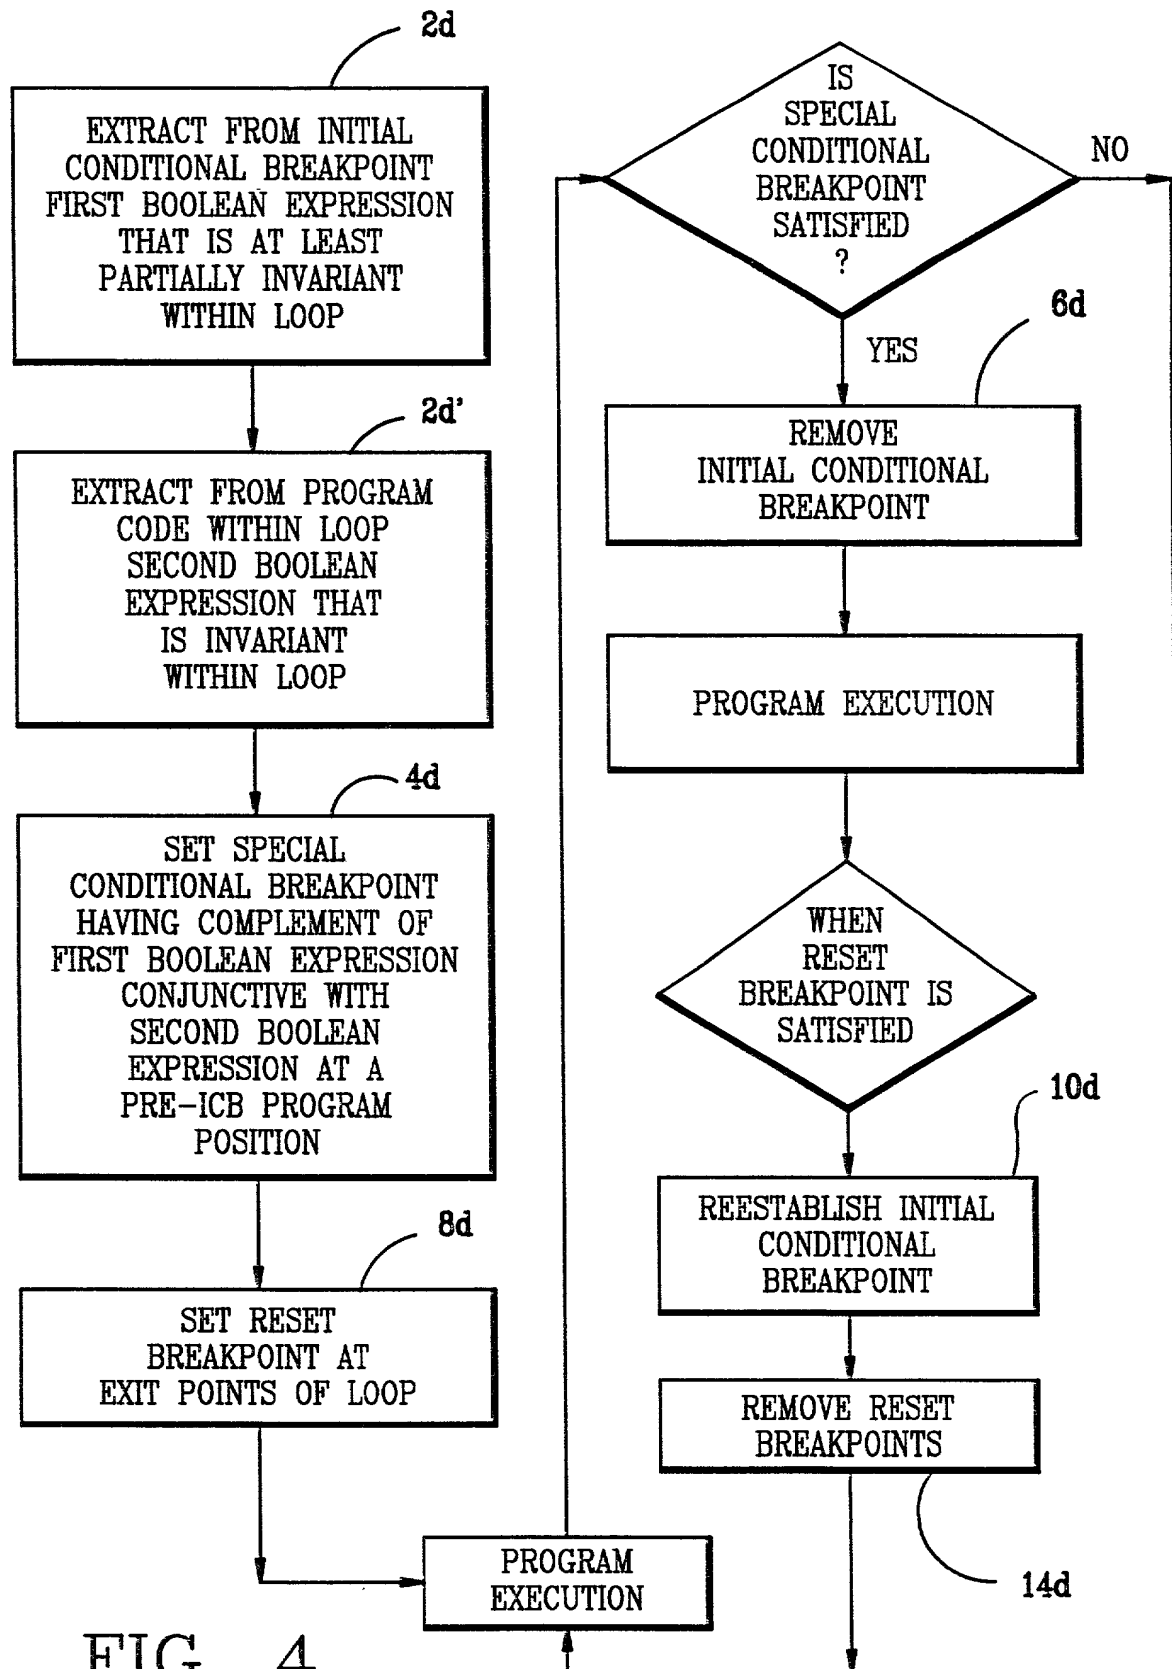 2d
EXTRACT FROM INITIAL
CONDITIONAL BREAKPOINT
FIRST BOOLEAN EXPRESSION
THAT IS AT LEAST
PARTIALLY INVARIANT
WITHIN LOOP
2d'
EXTRACT FROM PROGRAM
CODE WITHIN LOOP
SECOND BOOLEAN
EXPRESSION THAT
IS INVARIANT
WITHIN LOOP
4d
SET SPECIAL
CONDITIONAL BREAKPOINT
HAVING COMPLEMENT OF
FIRST BOOLEAN EXPRESSION
CONJUNCTIVE WITH
SECOND BOOLEAN
EXPRESSION AT A
PRE-ICB PROGRAM
POSITION
8d
SET RESET
BREAKPOINT AT
EXIT POINTS OF LOOP
PROGRAM
EXECUTION
IS
SPECIAL
CONDITIONAL
BREAKPOINT
SATISFIED
?
NO
YES
6d
REMOVE
INITIAL CONDITIONAL
BREAKPOINT
PROGRAM EXECUTION
WHEN
RESET
BREAKPOINT IS
SATISFIED
10d
REESTABLISH INITIAL
CONDITIONAL
BREAKPOINT
REMOVE RESET
BREAKPOINTS
14d
FIG. 4